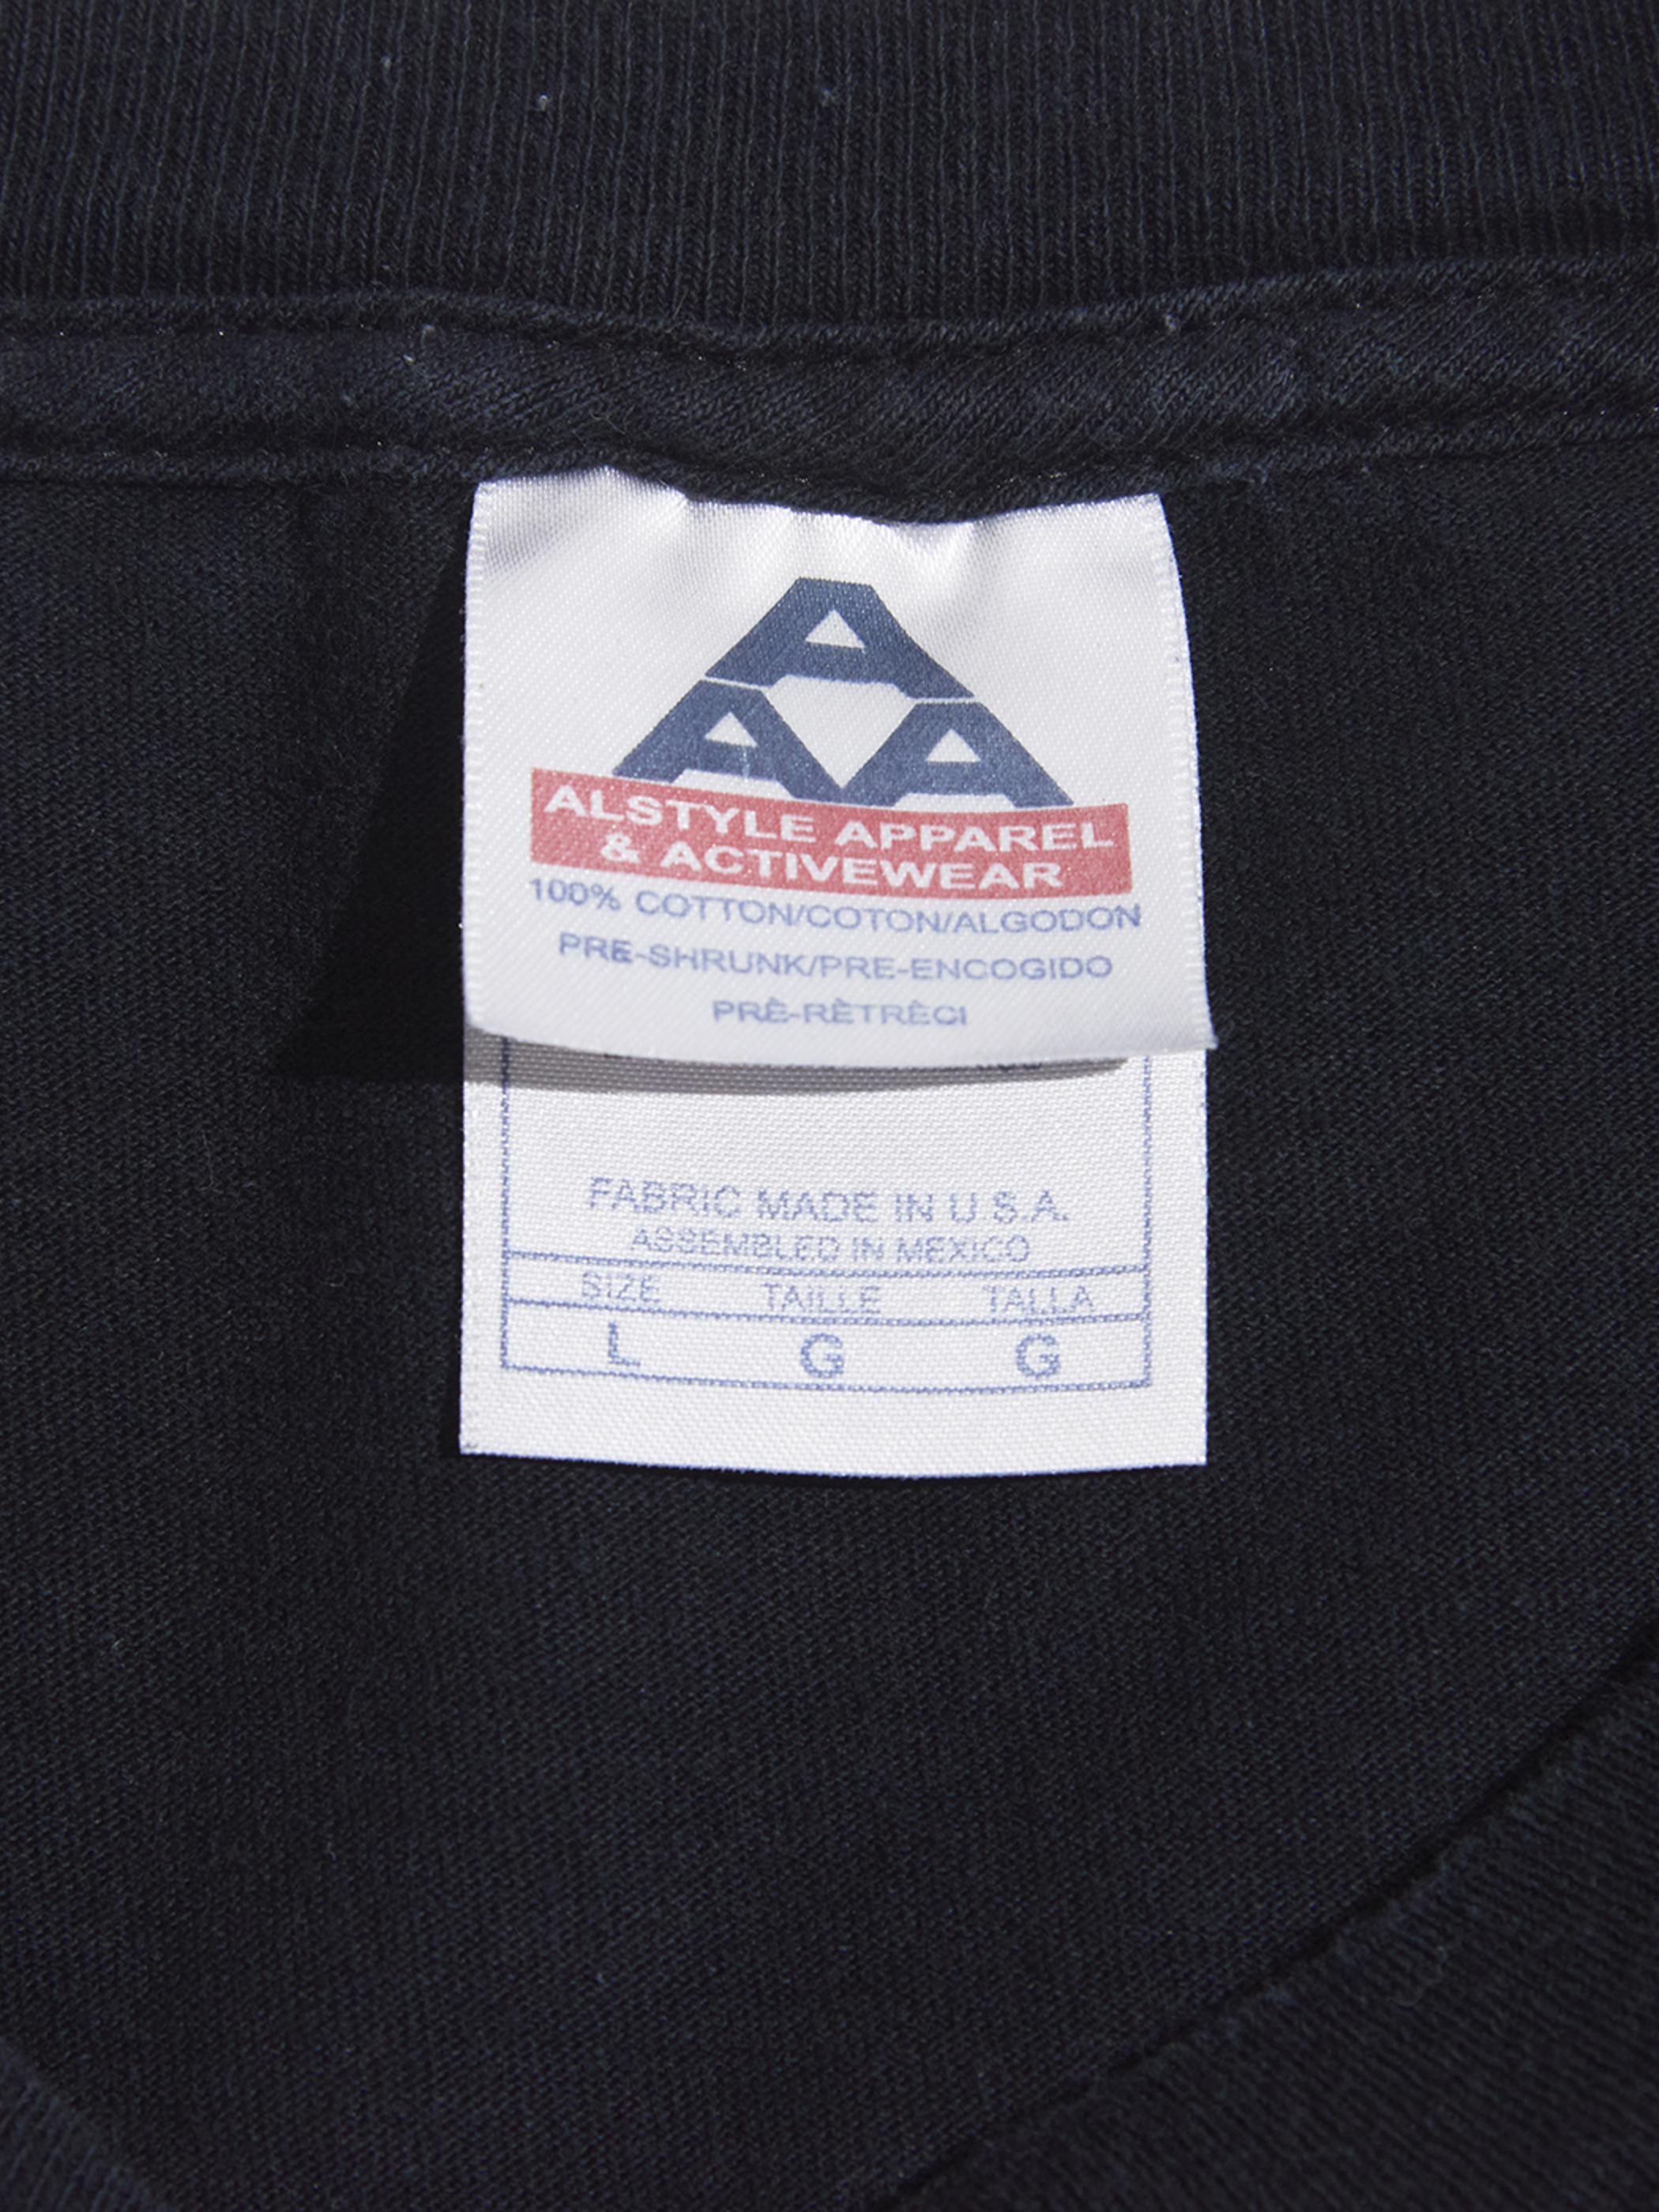 A
A A
ALSTYLE APPAREL
& ACTIVEWEAR
100% COTTON/COTON/ALGODON
PRE-SHRUNK/PRE-ENCOGIDO
PRÊ-RÈTRÈCI
FABRIC MADE IN U.S.A.
ASSEMBLED IN MEXICO
SIZE TAILLE TALLA
L G G